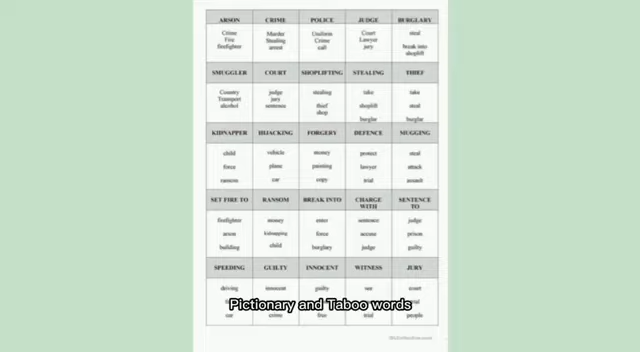 ARSON CRIME POLICE JUDGE BURGLARY
Crime Murder Uniform Court steal
Fire Stealing Crime Lawyer
firefighter arrest call jury break into
shoplift
SMUGGLER COURT SHOPLIFTING STEALING THIEF
Country judge stealing take take
Transport jury
alcohol sentence thief shoplift steal
shop
burglar burglar
KIDNAPPER HIJACKING FORGERY DEFENCE MUGGING
child vehicle money protect steal
force plane painting lawyer attack
ransom car copy trial assault
SET FIRE TO RANSOM BREAK INTO CHARGE WITH SENTENCE TO
firefighter money enter sentence judge
arson kidnapping force accuse prison
building child burglary judge guilty
SPEEDING GUILTY INNOCENT WITNESS JURY
driving innocent guilty see court
Pictionary and Taboo words
car crime free trial people